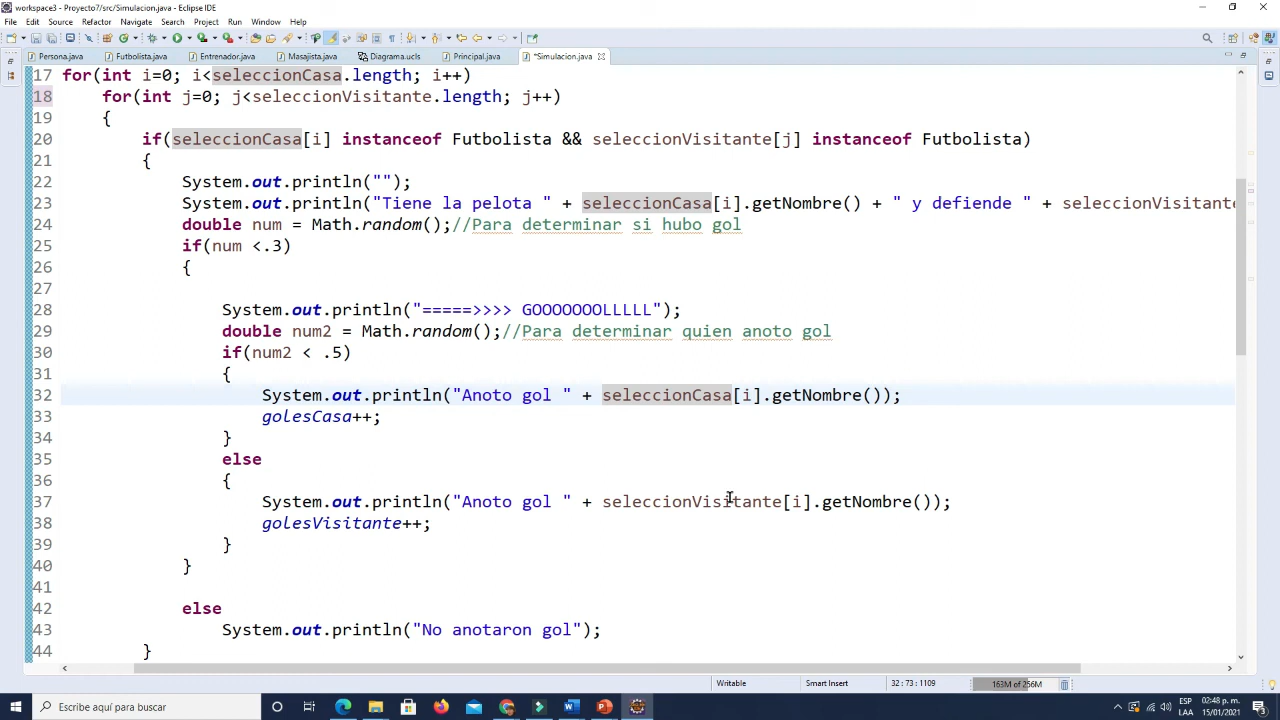 workspace3 - Proyecto7/src/Simulacion.java - Eclipse IDE
File Edit Source Refactor Navigate Search Project Run Window Help
Persona.java Futbolista.java Entrenador.java Masajista.java Diagrama.ucls Principal.java *Simulacion.java
17 for(int i=0; i<seleccionCasa.length; i++)
18 for(int j=0; j<seleccionVisitante.length; j++)
19 {
20 if(seleccionCasa[i] instanceof Futbolista && seleccionVisitante[j] instanceof Futbolista)
21 {
22 System.out.println("");
23 System.out.println("Tiene la pelota " + seleccionCasa[i].getNombre() + " y defiende " + seleccionVisitante
24 double num = Math.random();//Para determinar si hubo gol
25 if(num <.3)
26 {
27
28 System.out.println("=====>>>> GOOOOOOOLLLLL");
29 double num2 = Math.random();//Para determinar quien anoto gol
30 if(num2 < .5)
31 {
32 System.out.println("Anoto gol " + seleccionCasa[i].getNombre());
33 golesCasa++;
34 }
35 else
36 {
37 System.out.println("Anoto gol " + seleccionVisitante[i].getNombre());
38 golesVisitante++;
39 }
40 }
41
42 else
43 System.out.println("No anotaron gol");
44 }
Writable Smart Insert 32 : 73 : 1109 163M of 256M
Escribe aquí para buscar
ESP 02:48 p. m.
LAA 15/01/2021